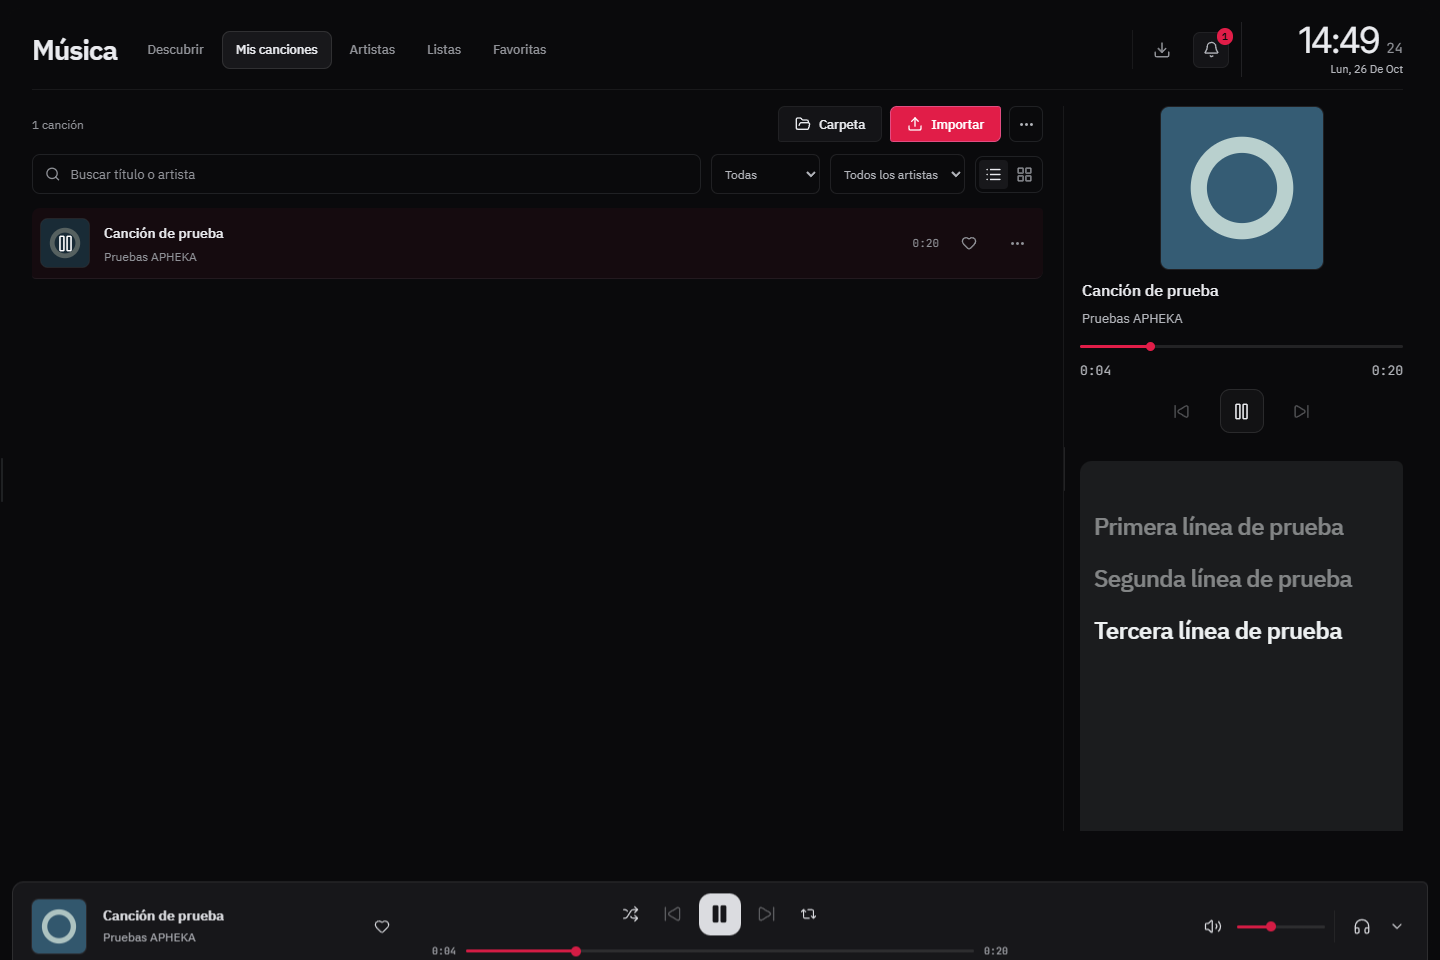 Música
Descubrir
Mis canciones
Artistas
Listas
Favoritas
1
14:49 24
Lun, 26 De Oct
1 canción
Carpeta
Importar
Buscar título o artista
Todas
Todos los artistas
Canción de prueba
Pruebas APHEKA
0:20
Canción de prueba
Pruebas APHEKA
0:04
0:20
Primera línea de prueba
Segunda línea de prueba
Tercera línea de prueba
Canción de prueba
Pruebas APHEKA
0:04
0:20